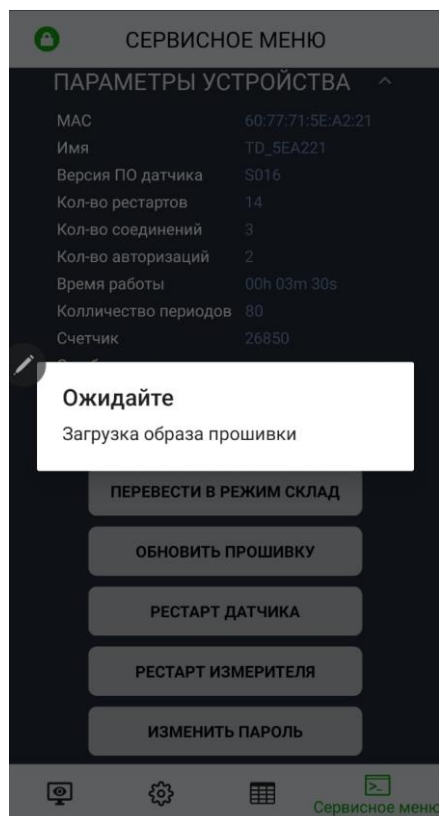 СЕРВИСНОЕ МЕНЮ
ПАРАМЕТРЫ УСТРОЙСТВА
MAC 60:77:71:5E:A2:21
Имя TD_5EA221
Версия ПО датчика S016
Кол-во рестартов 14
Кол-во соединений 3
Кол-во авторизаций 2
Время работы 00h 03m 30s
Колличество периодов 80
Счетчик 26850
Ожидайте
Загрузка образа прошивки
ПЕРЕВЕСТИ В РЕЖИМ СКЛАД
ОБНОВИТЬ ПРОШИВКУ
РЕСТАРТ ДАТЧИКА
РЕСТАРТ ИЗМЕРИТЕЛЯ
ИЗМЕНИТЬ ПАРОЛЬ
Сервисное меню